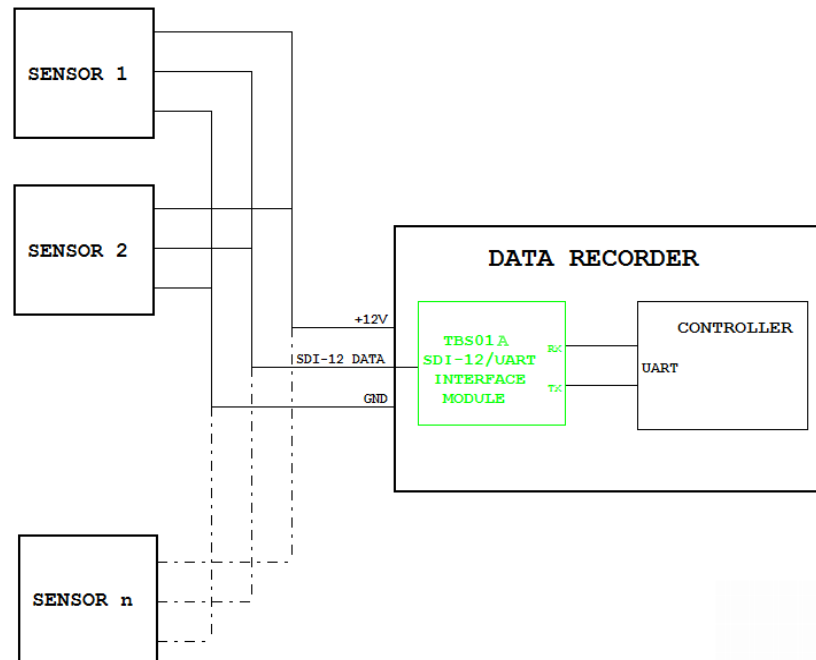 SENSOR 1
SENSOR 2
DATA RECORDER
+12V
SDI-12 DATA
GND
TBS01A
SDI-12/UART
INTERFACE
MODULE
RX
TX
CONTROLLER
UART
SENSOR n